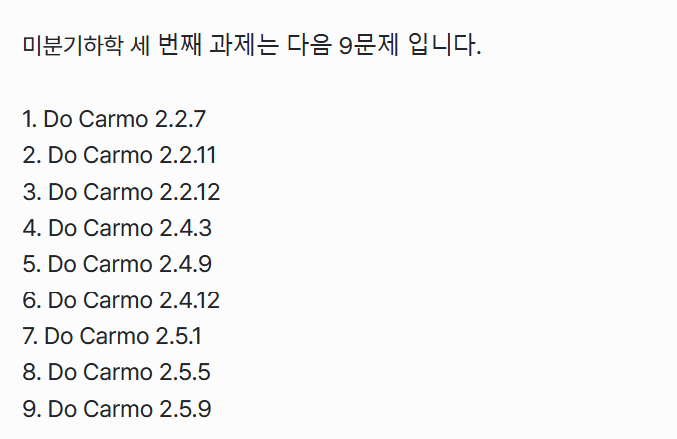 미분기하학 세 번째 과제는 다음 9문제 입니다.
1. Do Carmo 2.2.7
2. Do Carmo 2.2.11
3. Do Carmo 2.2.12
4. Do Carmo 2.4.3
5. Do Carmo 2.4.9
6. Do Carmo 2.4.12
7. Do Carmo 2.5.1
8. Do Carmo 2.5.5
9. Do Carmo 2.5.9